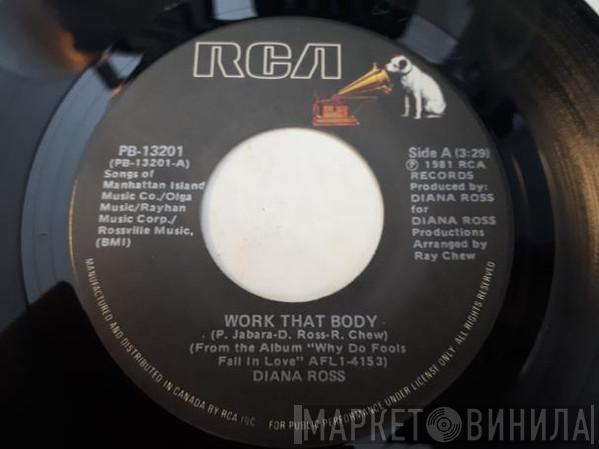 RCA
PB-13201
(PB-13201-A)
Songs of
Manhattan Island
Music Co./Olga
Music/Rayhan
Music Corp./
Rossville Music,
(BMI)
Side A (3:29)
℗ 1981 RCA
RECORDS
Produced by:
DIANA ROSS
for
DIANA ROSS
Productions
Arranged by
Ray Chew
WORK THAT BODY
(P. Jabara-D. Ross-R. Chew)
(From the Album "Why Do Fools
Fall In Love" AFL1-4153)
DIANA ROSS
MANUFACTURED AND DISTRIBUTED IN CANADA BY RCA INC. FOR PUBLIC PERFORMANCE UNDER LICENSE ONLY. ALL RIGHTS RESERVED
МАРКЕТ ВИНИЛА